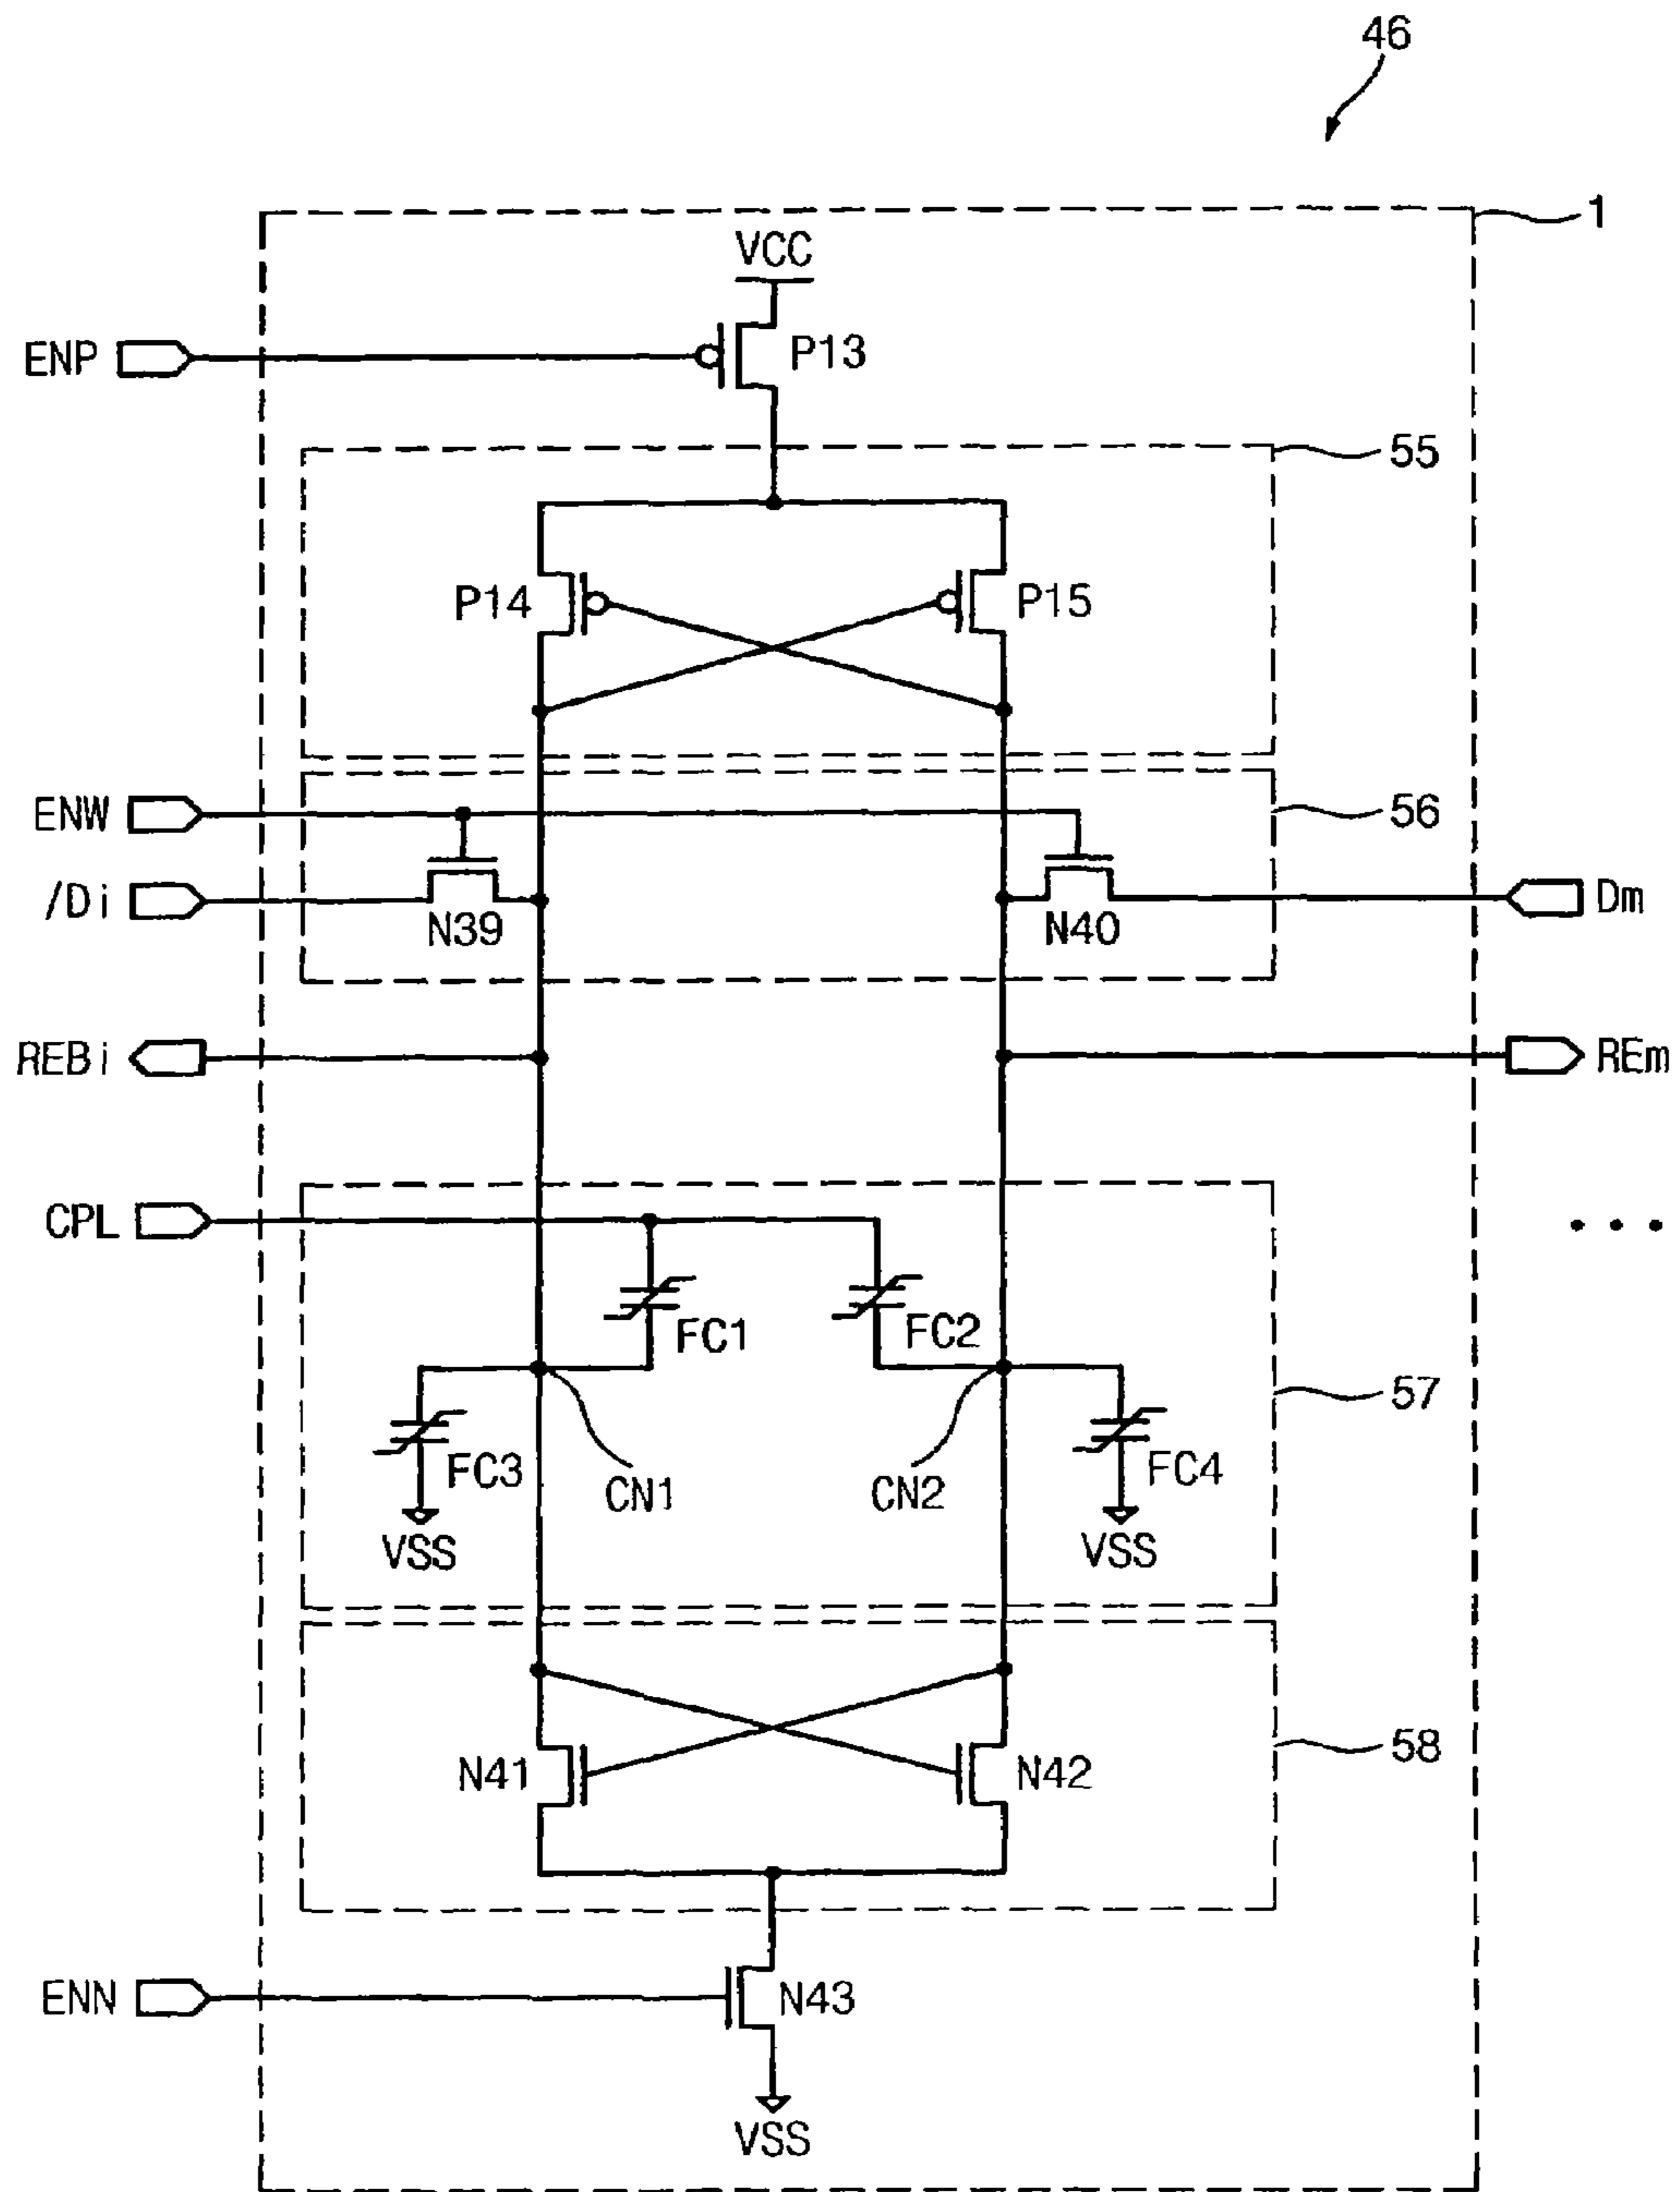 46
1
VCC
ENP
P13
55
P14
P15
ENW
56
/Di
Dm
N39
N40
REBi
REm
CPL
...
FC1
FC2
57
FC3
CN1
CN2
FC4
VSS
VSS
N41
N42
58
ENN
N43
VSS